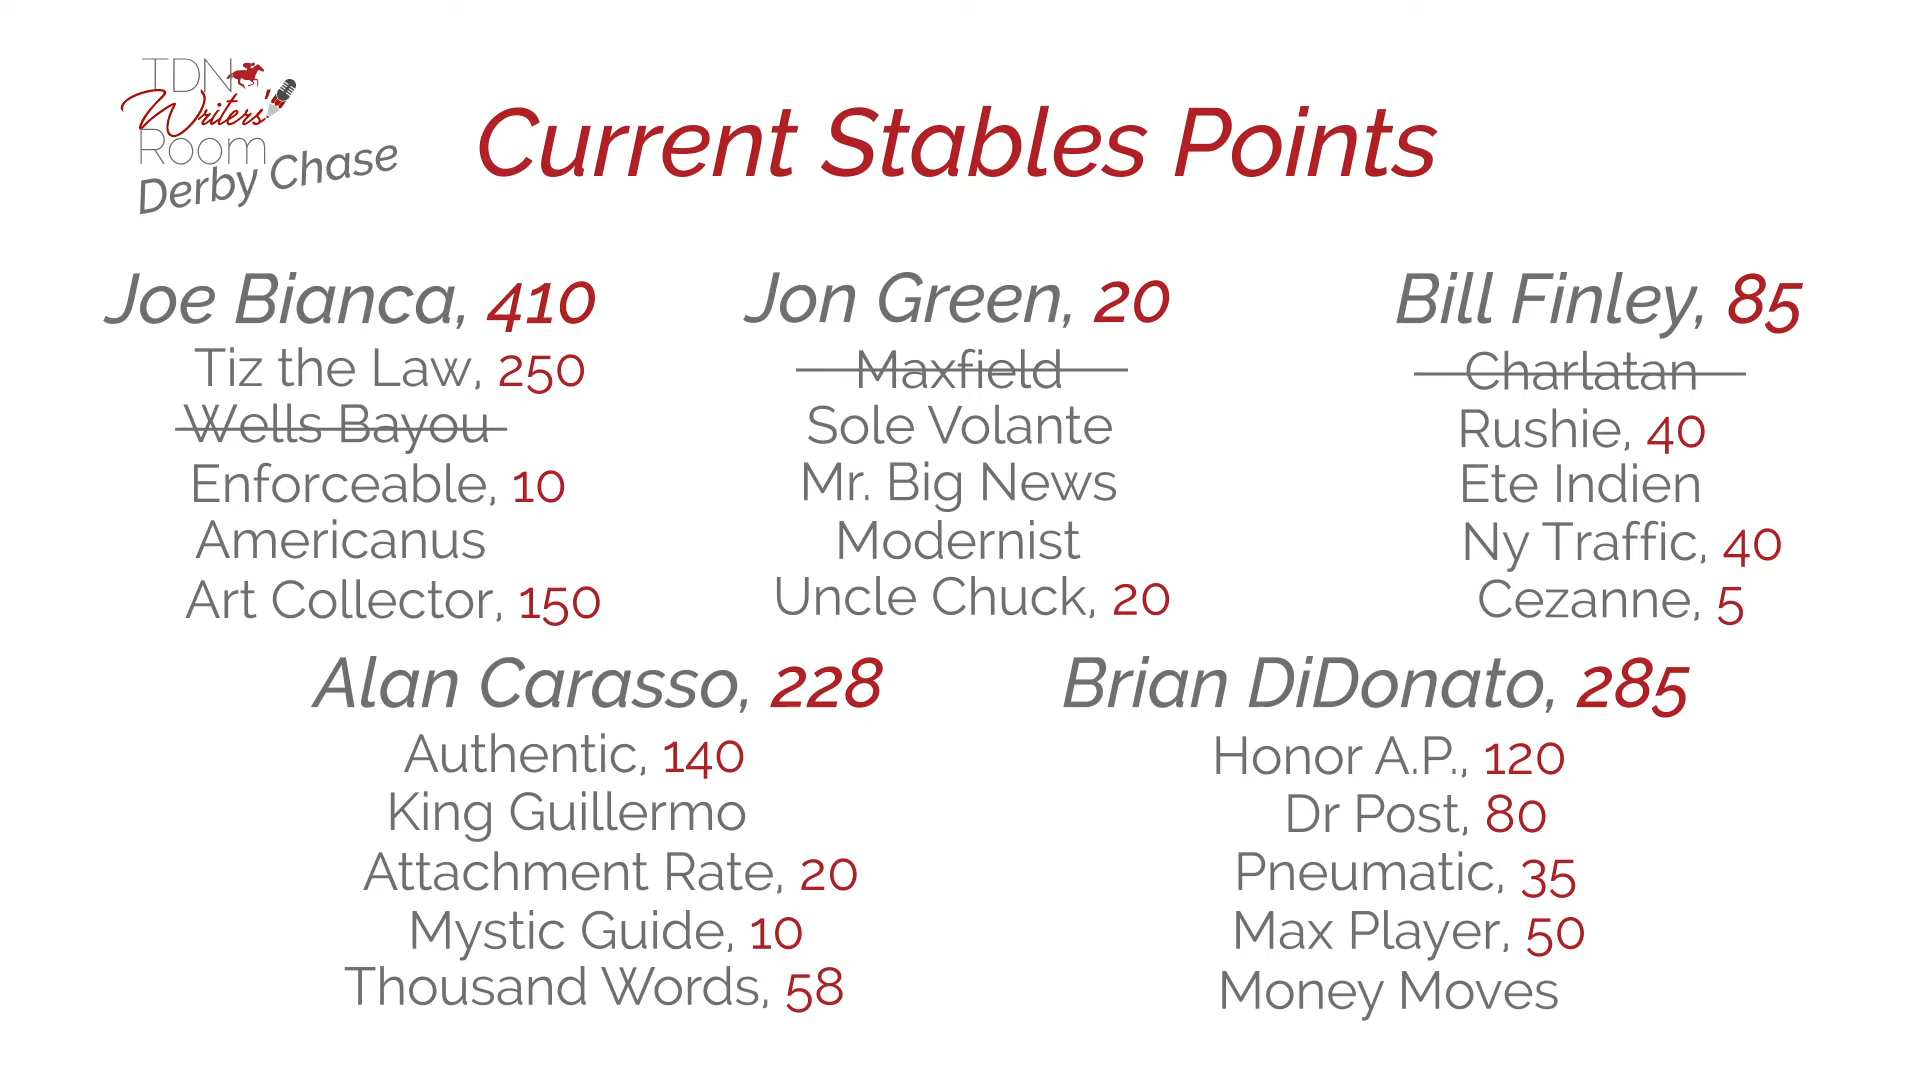 TDN
Writers'
Room
Derby Chase
Current Stables Points
Joe Bianca, 410
Tiz the Law, 250
Wells Bayou
Enforceable, 10
Americanus
Art Collector, 150
Jon Green, 20
Maxfield
Sole Volante
Mr. Big News
Modernist
Uncle Chuck, 20
Bill Finley, 85
Charlatan
Rushie, 40
Ete Indien
Ny Traffic, 40
Cezanne, 5
Alan Carasso, 228
Authentic, 140
King Guillermo
Attachment Rate, 20
Mystic Guide, 10
Thousand Words, 58
Brian DiDonato, 285
Honor A.P., 120
Dr Post, 80
Pneumatic, 35
Max Player, 50
Money Moves